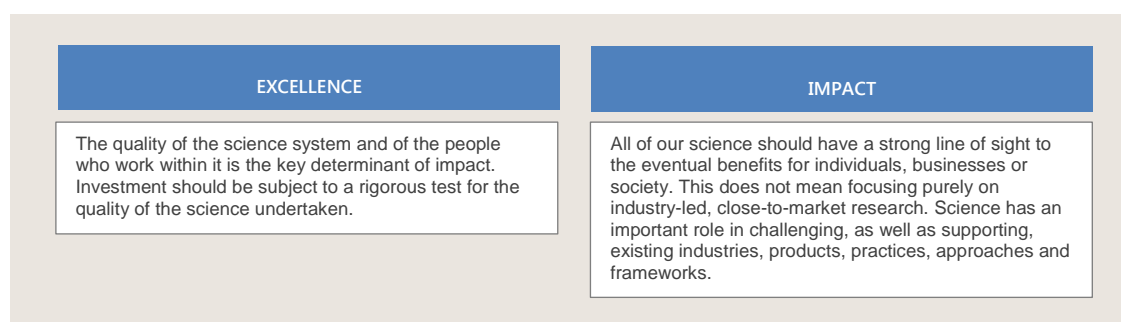 EXCELLENCE
The quality of the science system and of the people
who work within it is the key determinant of impact.
Investment should be subject to a rigorous test for the
quality of the science undertaken.
IMPACT
All of our science should have a strong line of sight to
the eventual benefits for individuals, businesses or
society. This does not mean focusing purely on
industry-led, close-to-market research. Science has an
important role in challenging, as well as supporting,
existing industries, products, practices, approaches and
frameworks.